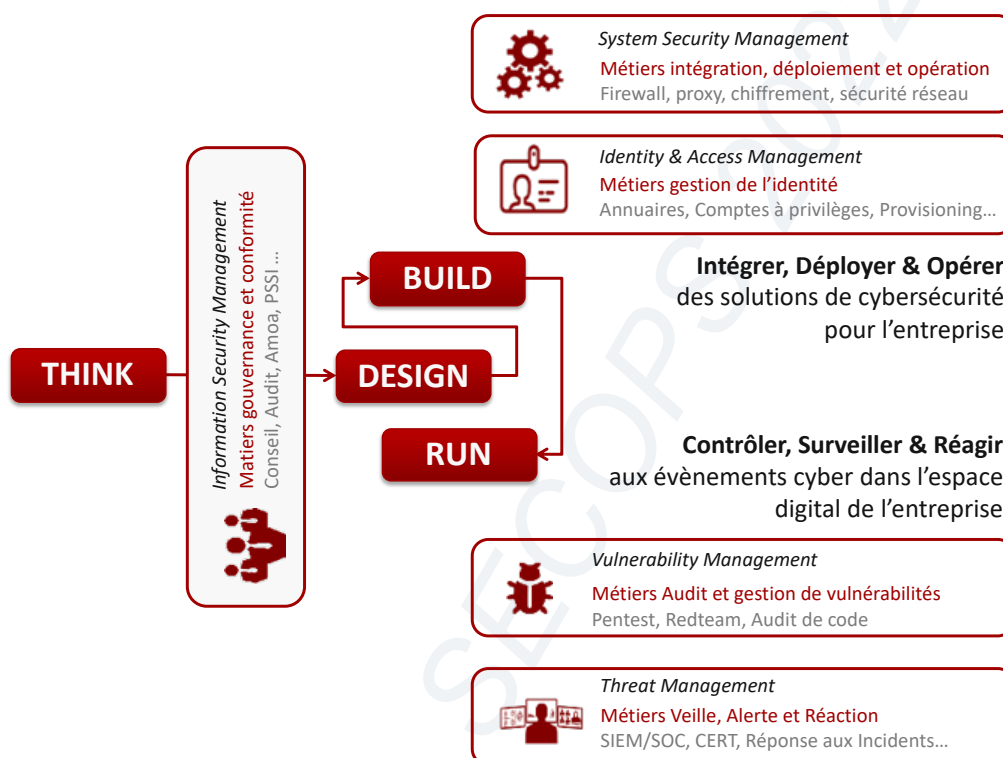 System Security Management
Métiers intégration, déploiement et opération
Firewall, proxy, chiffrement, sécurité réseau
Identity & Access Management
Métiers gestion de l'identité
Annuaires, Comptes à privilèges, Provisioning...
Information Security Management
Matiers gouvernance et conformité
Conseil, Audit, Amoa, PSSI ...
THINK
BUILD
DESIGN
RUN
Intégrer, Déployer & Opérer
des solutions de cybersécurité
pour l'entreprise
Contrôler, Surveiller & Réagir
aux évènements cyber dans l'espace
digital de l'entreprise
Vulnerability Management
Métiers Audit et gestion de vulnérabilités
Pentest, Redteam, Audit de code
Threat Management
Métiers Veille, Alerte et Réaction
SIEM/SOC, CERT, Réponse aux Incidents...
SECOPS 202